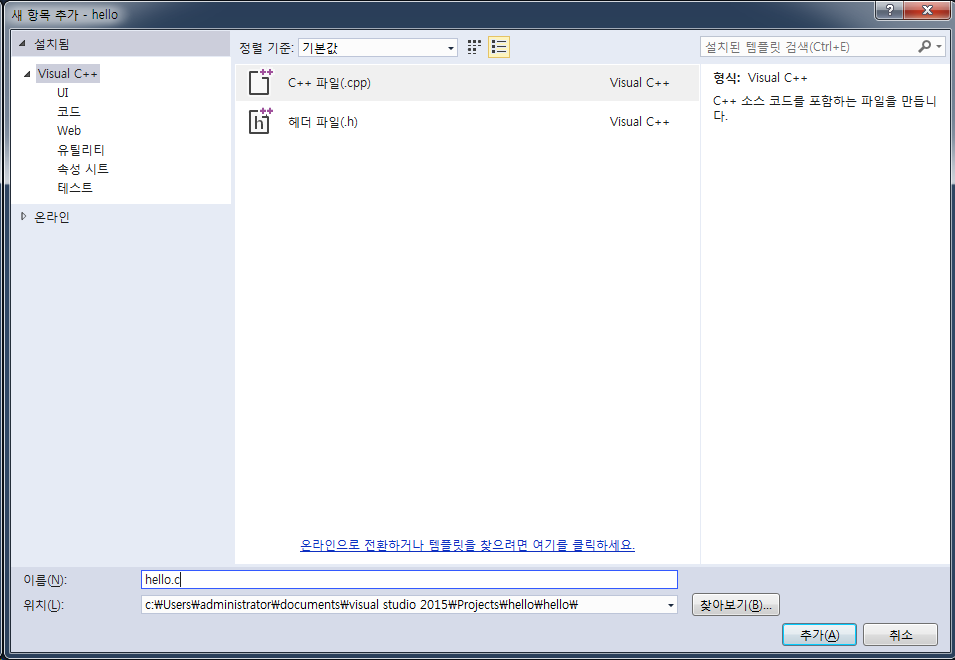 새 항목 추가 - hello
?
설치됨
정렬 기준: 기본값
설치된 템플릿 검색(Ctrl+E)
Visual C++
UI
코드
Web
유틸리티
속성 시트
테스트
온라인
C++ 파일(.cpp) Visual C++
헤더 파일(.h) Visual C++
형식: Visual C++
C++ 소스 코드를 포함하는 파일을 만듭니
다.
온라인으로 전환하거나 템플릿을 찾으려면 여기를 클릭하세요.
이름(N): hello.c
위치(L): c:₩Users₩administrator₩documents₩visual studio 2015₩Projects₩hello₩hello₩
찾아보기(B)...
추가(A) 취소